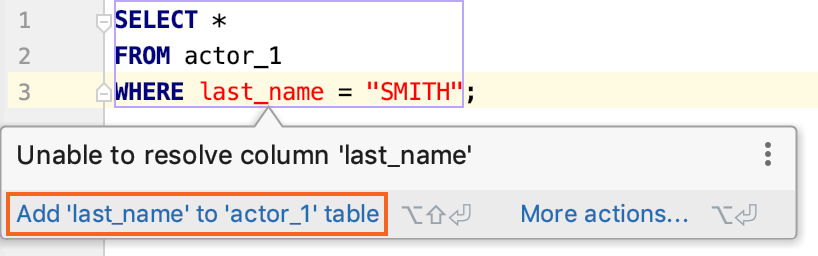 1 SELECT *
2 FROM actor_1
3 WHERE last_name = "SMITH";
Unable to resolve column 'last_name'
Add 'last_name' to 'actor_1' table ⌥⇧⏎ More actions... ⌥⏎